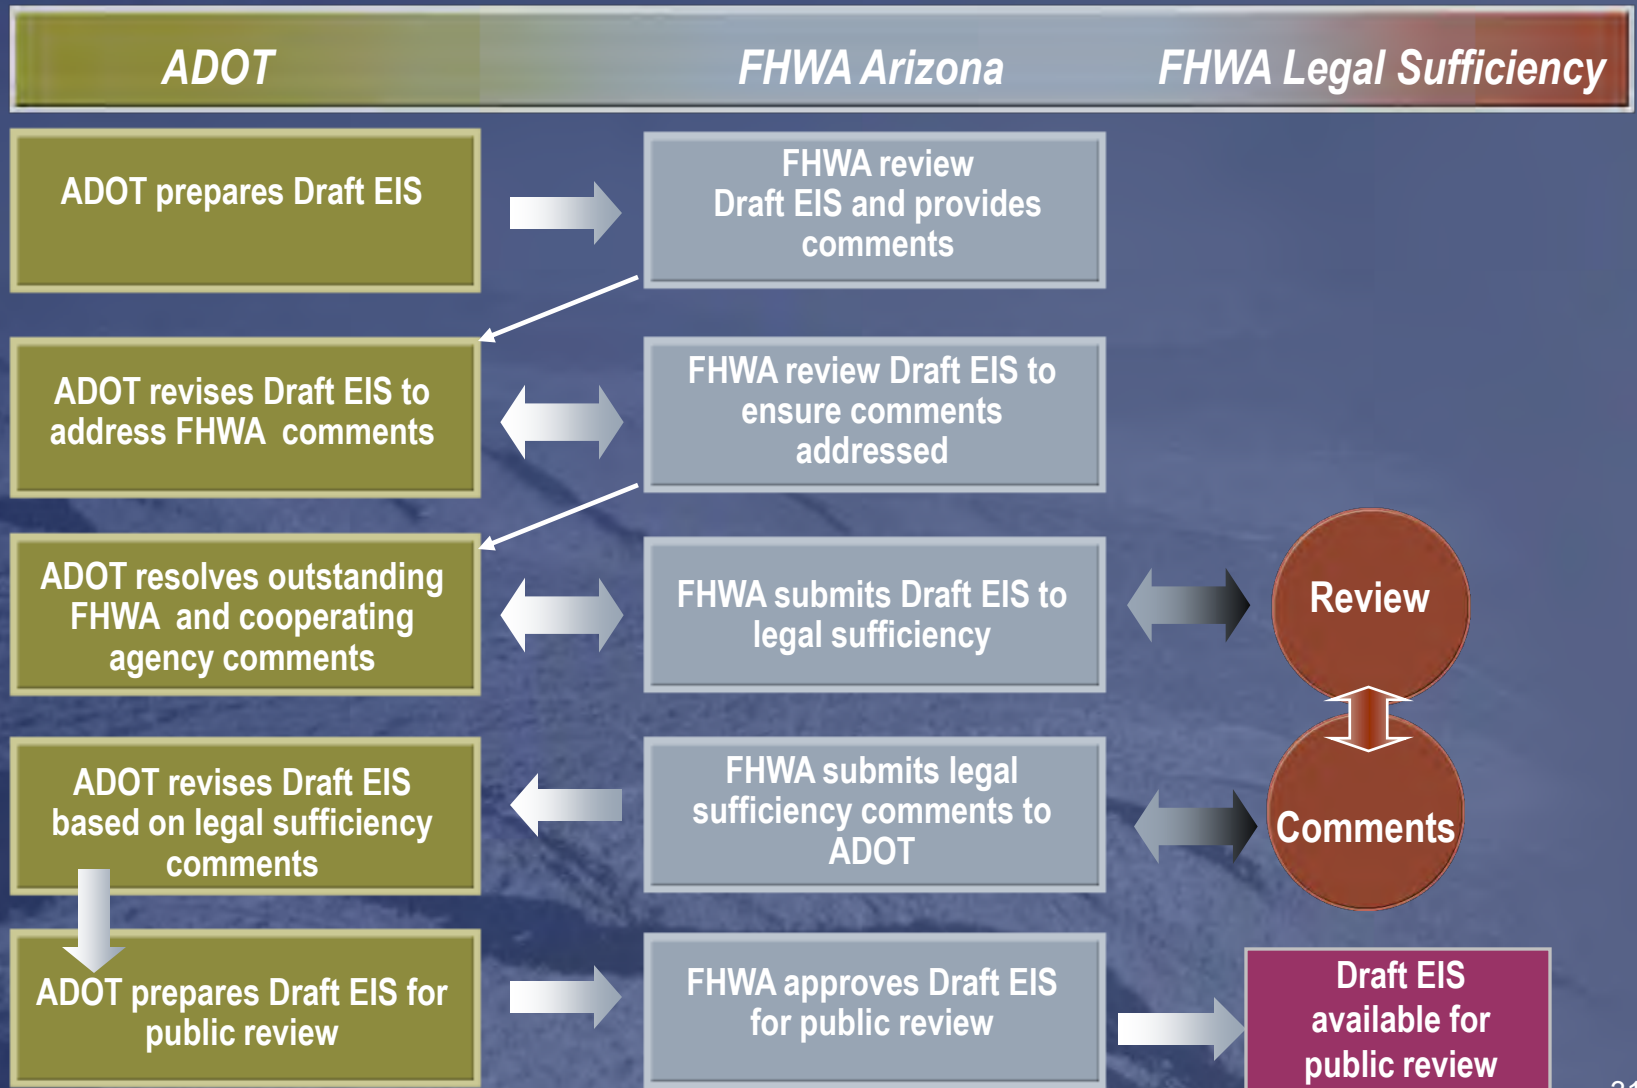 ADOT
FHWA Arizona
FHWA Legal Sufficiency
ADOT prepares Draft EIS
FHWA review
Draft EIS and provides
comments
ADOT revises Draft EIS to
address FHWA comments
FHWA review Draft EIS to
ensure comments
addressed
ADOT resolves outstanding
FHWA and cooperating
agency comments
FHWA submits Draft EIS to
legal sufficiency
Review
ADOT revises Draft EIS
based on legal sufficiency
comments
FHWA submits legal
sufficiency comments to
ADOT
Comments
ADOT prepares Draft EIS for
public review
FHWA approves Draft EIS
for public review
Draft EIS
available for
public review